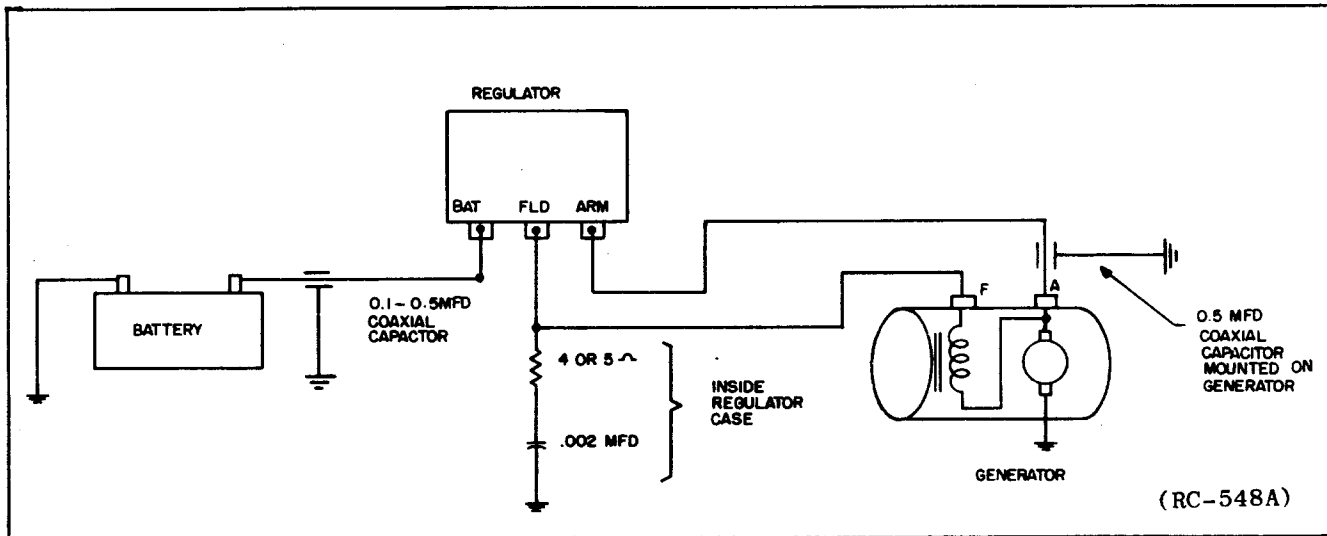 REGULATOR
BAT FLD ARM
BATTERY
0.1-0.5MFD
COAXIAL
CAPACTOR
4 OR 5
.002 MFD
INSIDE
REGULATOR
CASE
F
A
0.5 MFD
COAXIAL
CAPACITOR
MOUNTED ON
GENERATOR
GENERATOR
(RC-548A)